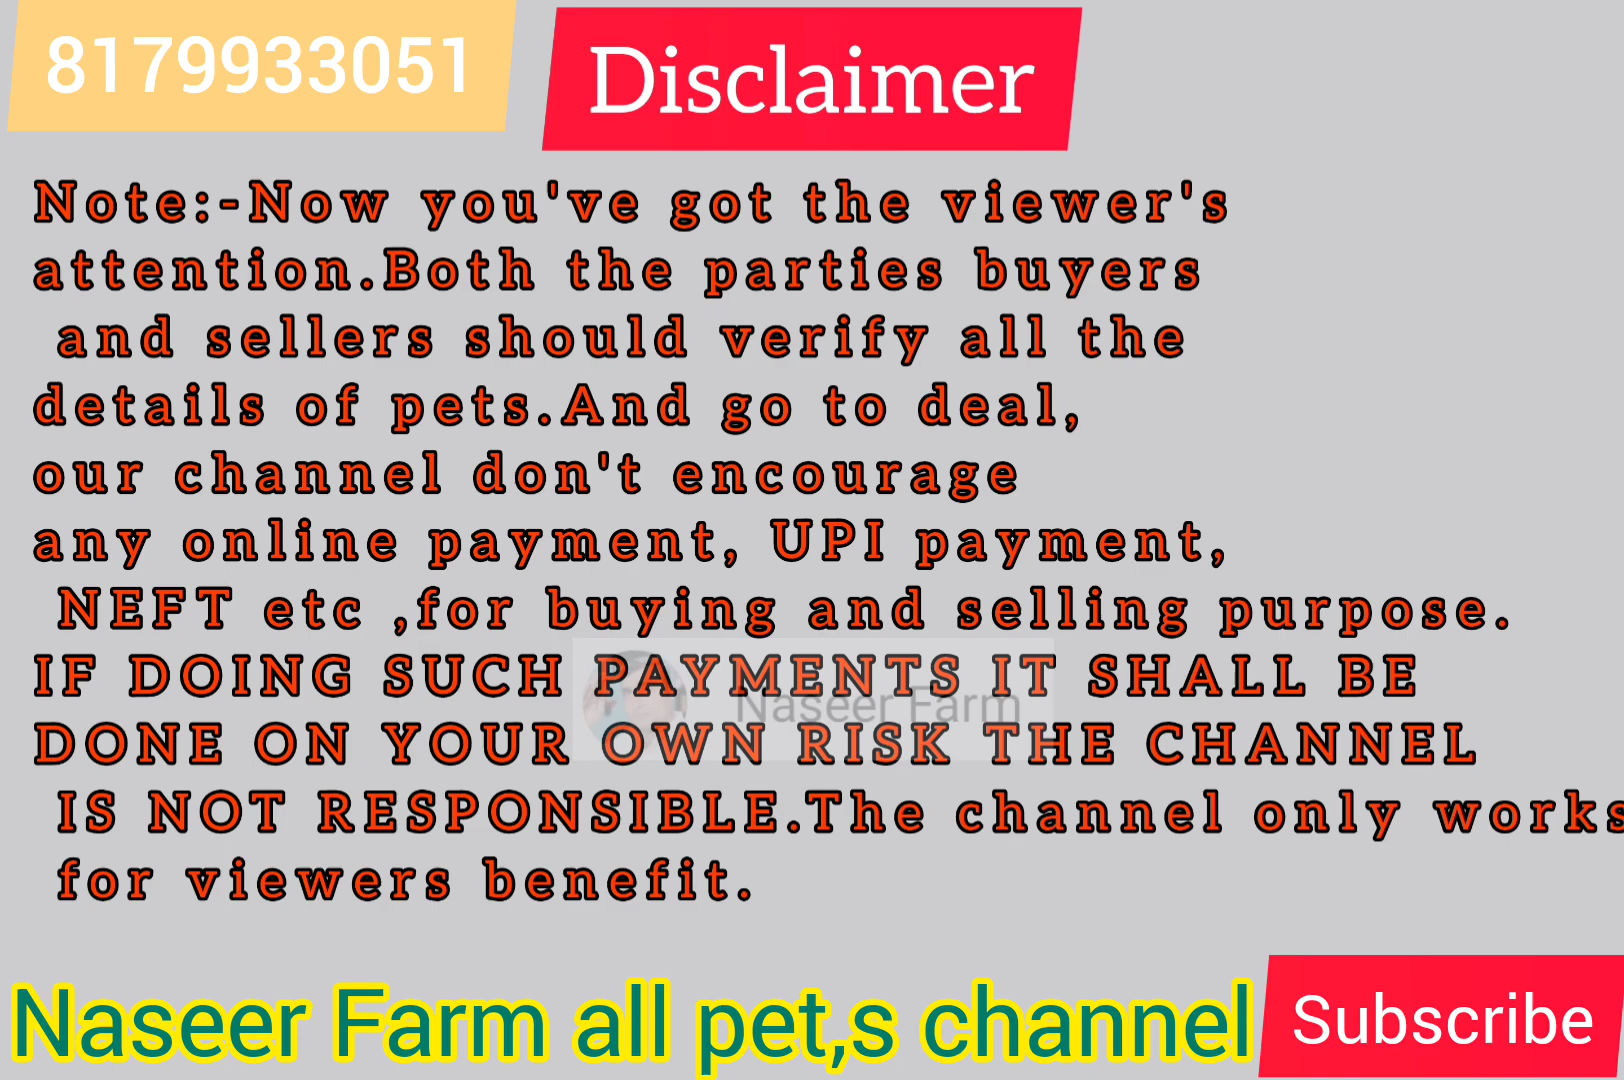 8179933051
Disclaimer
Note:-Now you've got the viewer's
attention.Both the parties buyers
and sellers should verify all the
details of pets.And go to deal,
our channel don't encourage
any online payment, UPI payment,
NEFT etc ,for buying and selling purpose.
IF DOING SUCH PAYMENTS IT SHALL BE
Naseer Farm
DONE ON YOUR OWN RISK THE CHANNEL
IS NOT RESPONSIBLE.The channel only works
for viewers benefit.
Naseer Farm all pet,s channel
Subscribe